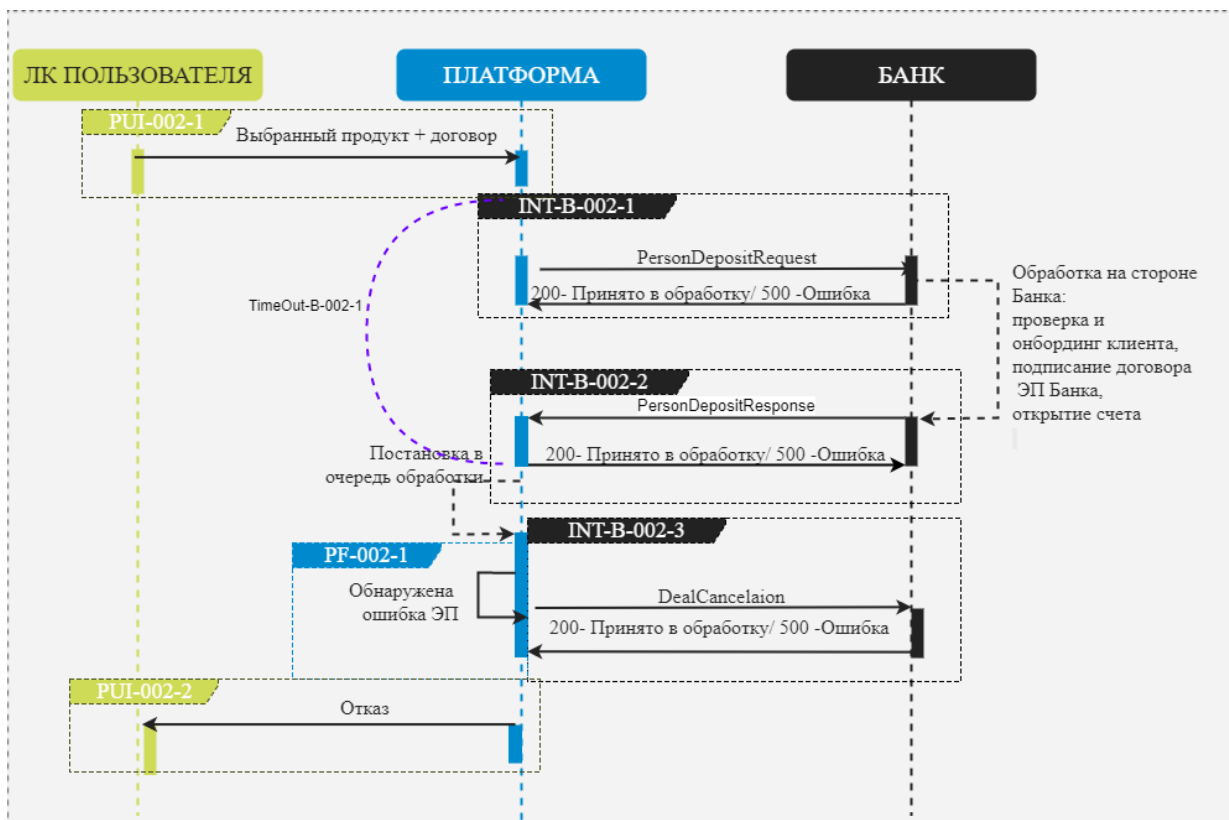 ЛК ПОЛЬЗОВАТЕЛЯ
ПЛАТФОРМА
БАНК
PUI-002-1
Выбранный продукт + договор
INT-B-002-1
PersonDepositRequest
200- Принято в обработку/ 500 -Ошибка
TimeOut-B-002-1
Обработка на стороне
Банка:
проверка и
онбординг клиента,
подписание договора
ЭП Банка,
открытие счета
INT-B-002-2
PersonDepositResponse
200- Принято в обработку/ 500 -Ошибка
Постановка в
очередь обработки
INT-B-002-3
PF-002-1
Обнаружена
ошибка ЭП
DealCancelaion
200- Принято в обработку/ 500 -Ошибка
PUI-002-2
Отказ